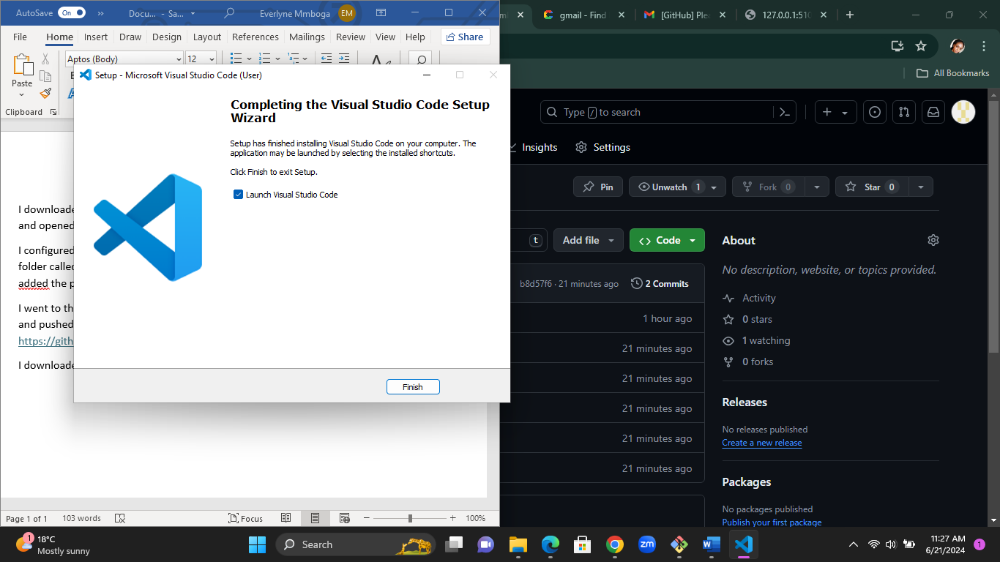 AutoSave On Docu... - Sa... Everlyne Mmboga EM
File Home Insert Draw Design Layout References Mailings Review View Help Share
Aptos (Body) 12
Paste
Clipboard
I downloade
and opened
I configured
folder called
added the p
I went to th
and pushed
https://gith
I downloade
Page 1 of 1 103 words Focus 100%
Setup - Microsoft Visual Studio Code (User)
Completing the Visual Studio Code Setup
Wizard
Setup has finished installing Visual Studio Code on your computer. The
application may be launched by selecting the installed shortcuts.
Click Finish to exit Setup.
Launch Visual Studio Code
Finish
gmail - Find [GitHub] Plea 127.0.0.1:510
All Bookmarks
Type / to search
Insights Settings
Pin Unwatch 1 Fork 0 Star 0
t Add file Code
b8d57f6 · 21 minutes ago 2 Commits
1 hour ago
21 minutes ago
21 minutes ago
21 minutes ago
21 minutes ago
21 minutes ago
About
No description, website, or topics provided.
Activity
0 stars
1 watching
0 forks
Releases
No releases published
Create a new release
Packages
No packages published
Publish your first package
1 18°C
Mostly sunny
Search
zm
11:27 AM
6/21/2024
1